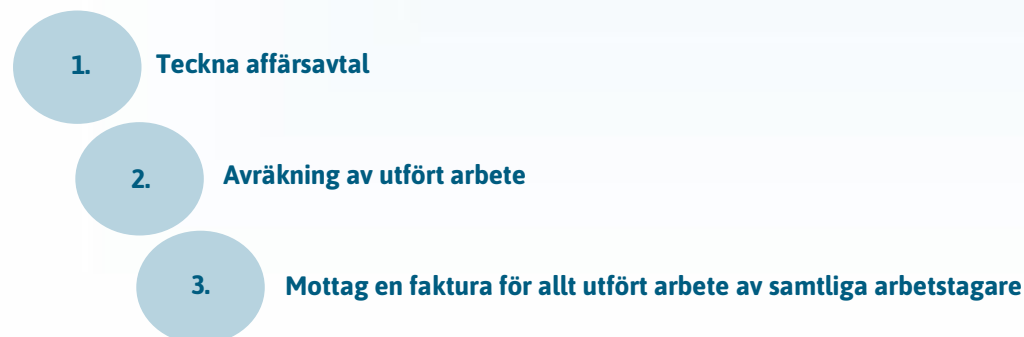 1. Teckna affärsavtal
2. Avräkning av utfört arbete
3. Mottag en faktura för allt utfört arbete av samtliga arbetstagare